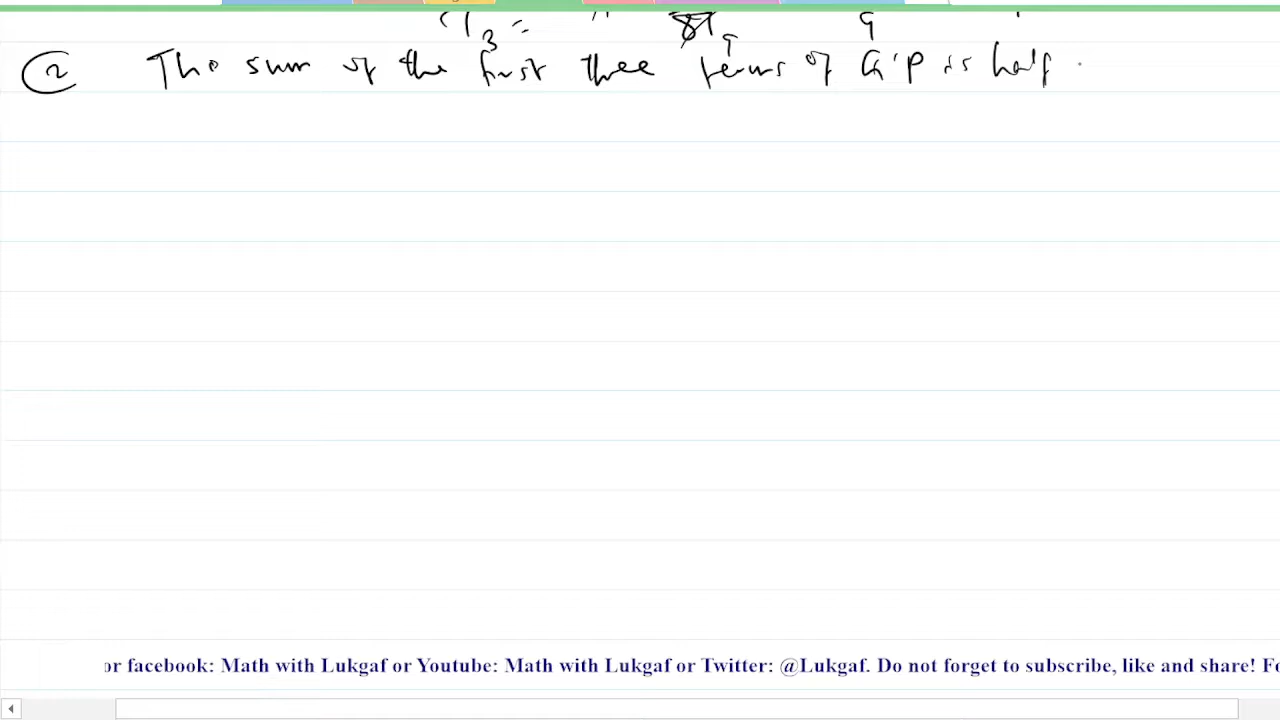 ② The sum of the first three terms of G.P is half
or facebook: Math with Lukgaf or Youtube: Math with Lukgaf or Twitter: @Lukgaf. Do not forget to subscribe, like and share! Fo